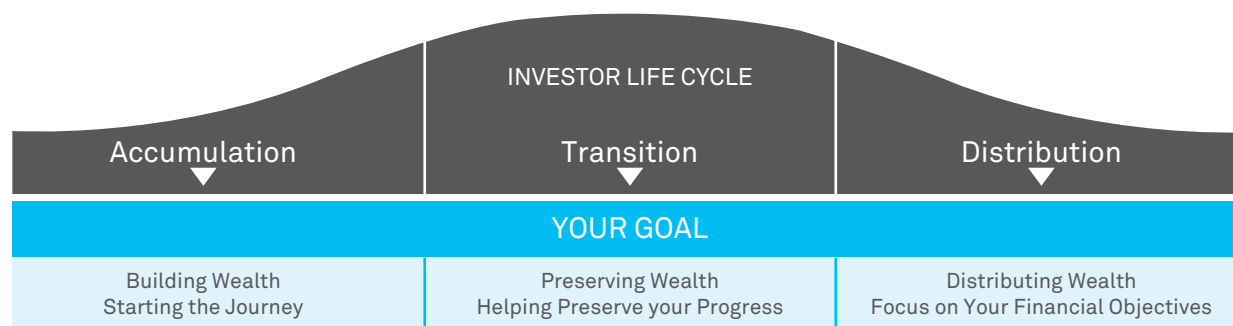 INVESTOR LIFE CYCLE
Accumulation
Transition
Distribution
YOUR GOAL
Building Wealth
Starting the Journey
Preserving Wealth
Helping Preserve your Progress
Distributing Wealth
Focus on Your Financial Objectives